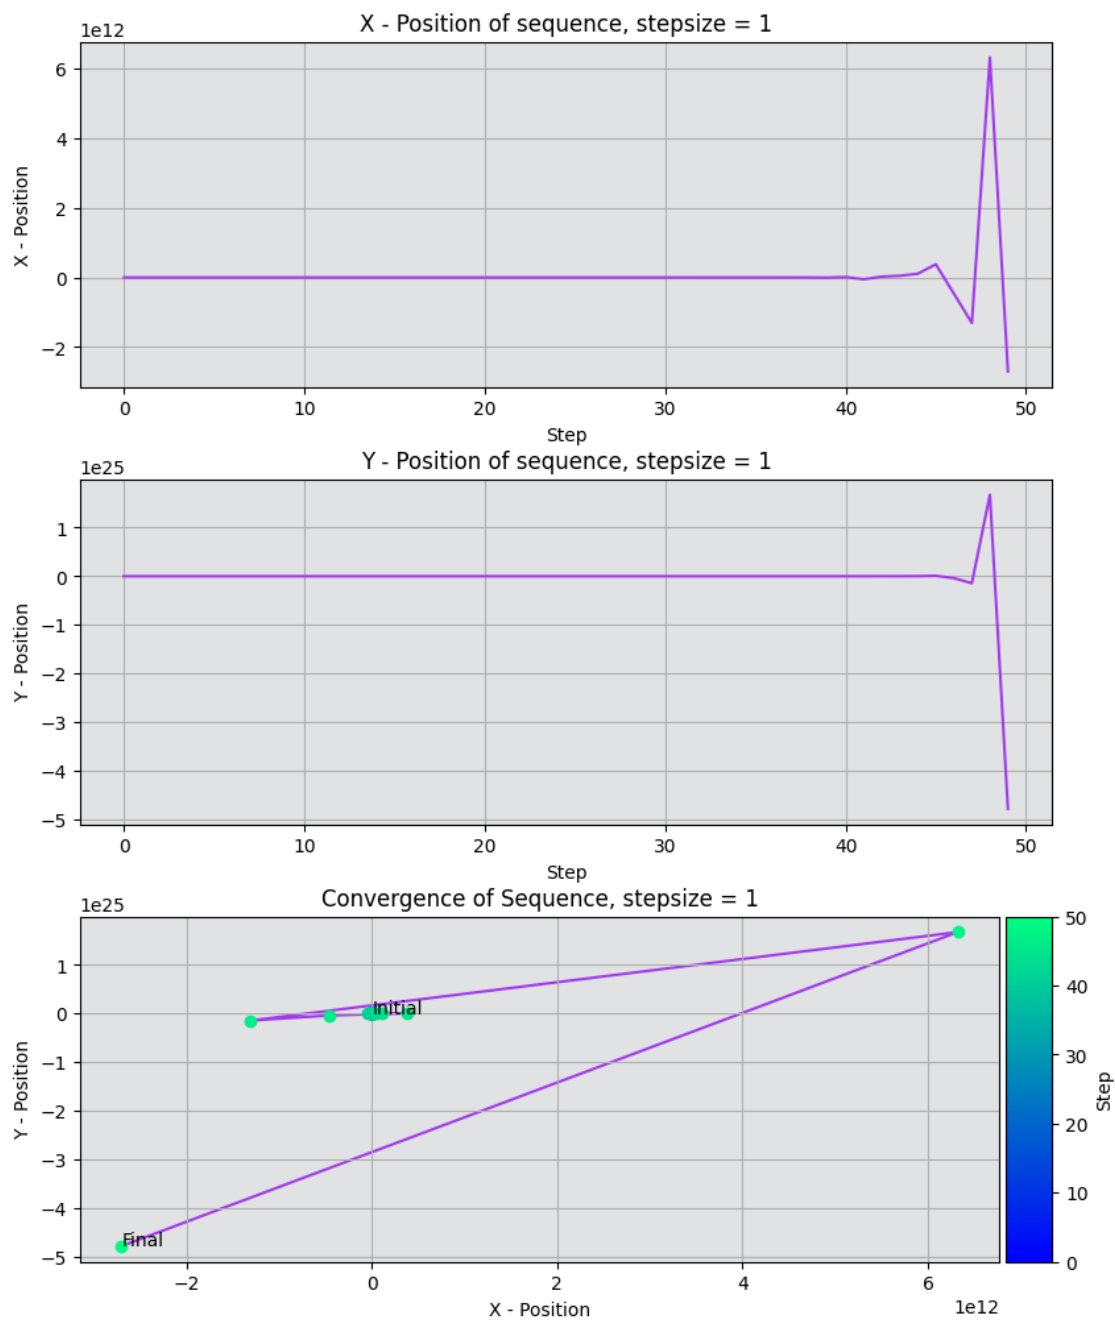 X - Position of sequence, stepsize = 1
1e12
6
4
2
0
−2
X - Position
0 10 20 30 40 50
Step
Y - Position of sequence, stepsize = 1
1e25
1
0
−1
−2
−3
−4
−5
Y - Position
0 10 20 30 40 50
Step
Convergence of Sequence, stepsize = 1
1e25
1
0
−1
−2
−3
−4
−5
Y - Position
Initial
Final
−2 0 2 4 6
1e12
X - Position
50
40
30
20
10
0
Step